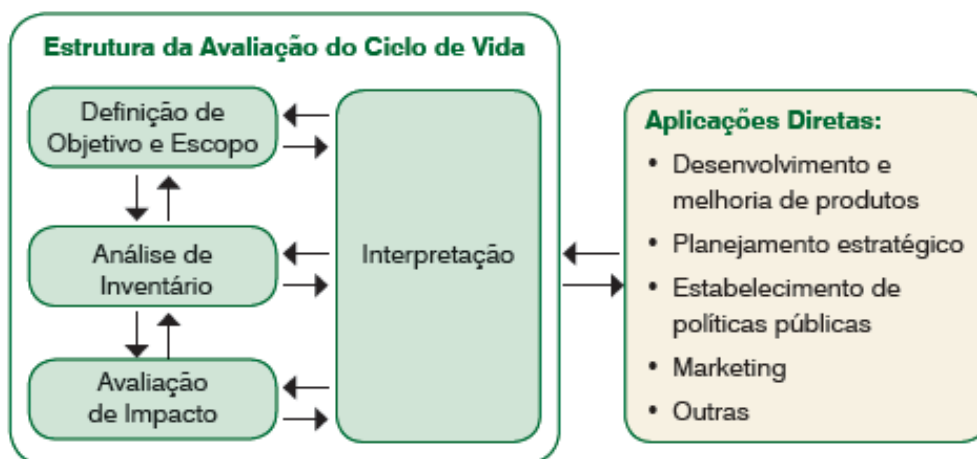 Estrutura da Avaliação do Ciclo de Vida
Definição de
Objetivo e Escopo
Análise de
Inventário
Avaliação
de Impacto
Interpretação
Aplicações Diretas:
• Desenvolvimento e
melhoria de produtos
• Planejamento estratégico
• Estabelecimento de
políticas públicas
• Marketing
• Outras